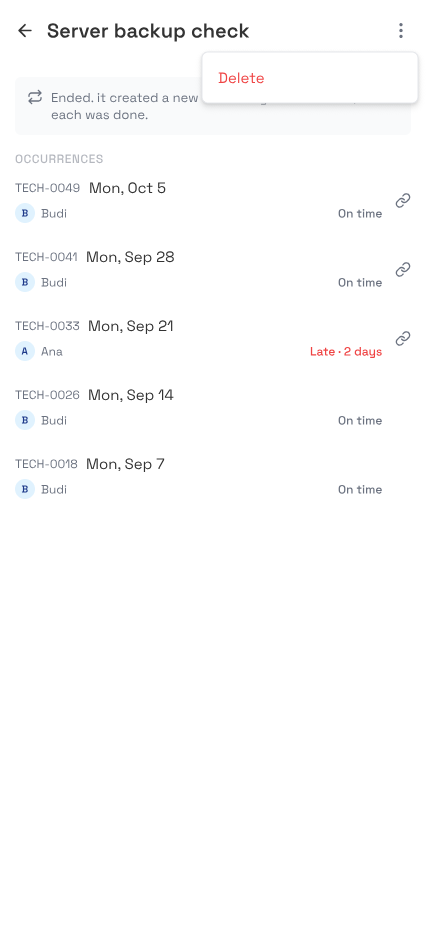 Server backup check
Delete
Ended. it created a new
each was done.
OCCURRENCES
TECH-0049 Mon, Oct 5
B Budi On time
TECH-0041 Mon, Sep 28
B Budi On time
TECH-0033 Mon, Sep 21
A Ana Late · 2 days
TECH-0026 Mon, Sep 14
B Budi On time
TECH-0018 Mon, Sep 7
B Budi On time